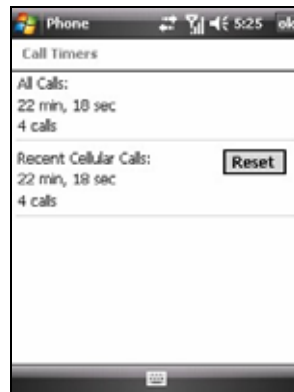 Phone 5:25 ok
Call Timers
All Calls:
22 min, 18 sec
4 calls
Recent Cellular Calls:
Reset
22 min, 18 sec
4 calls